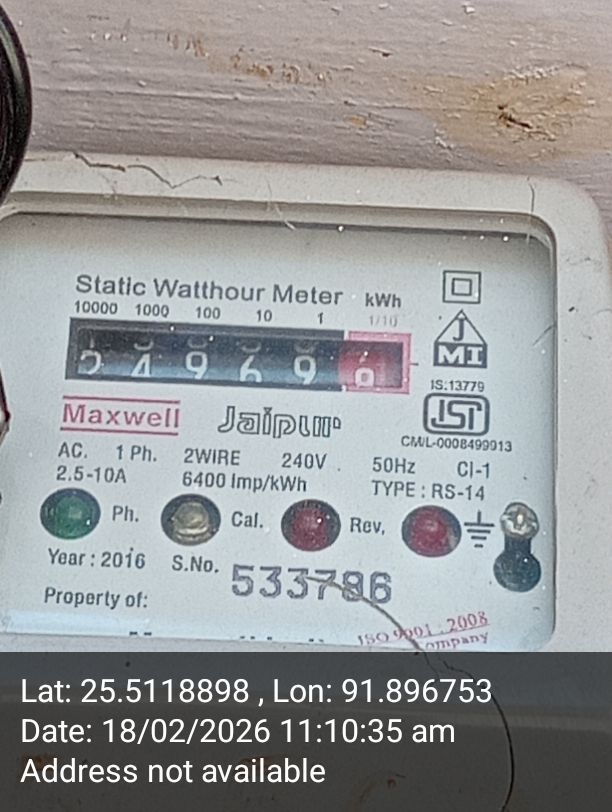 Static Watthour Meter kWh
10000 1000 100 10 1 1/10
4 9 6 9
Maxwell Jaipur
J
MI
IS:13779
ISI
CM/L-0008499913
AC. 1 Ph. 2WIRE 240V 50Hz Cl-1
2.5-10A 6400 Imp/kWh TYPE : RS-14
Ph. Cal. Rev.
Year : 2016 S.No. 533786
Property of:
ISO 9001 : 2008
ompany
Lat: 25.5118898 , Lon: 91.896753
Date: 18/02/2026 11:10:35 am
Address not available